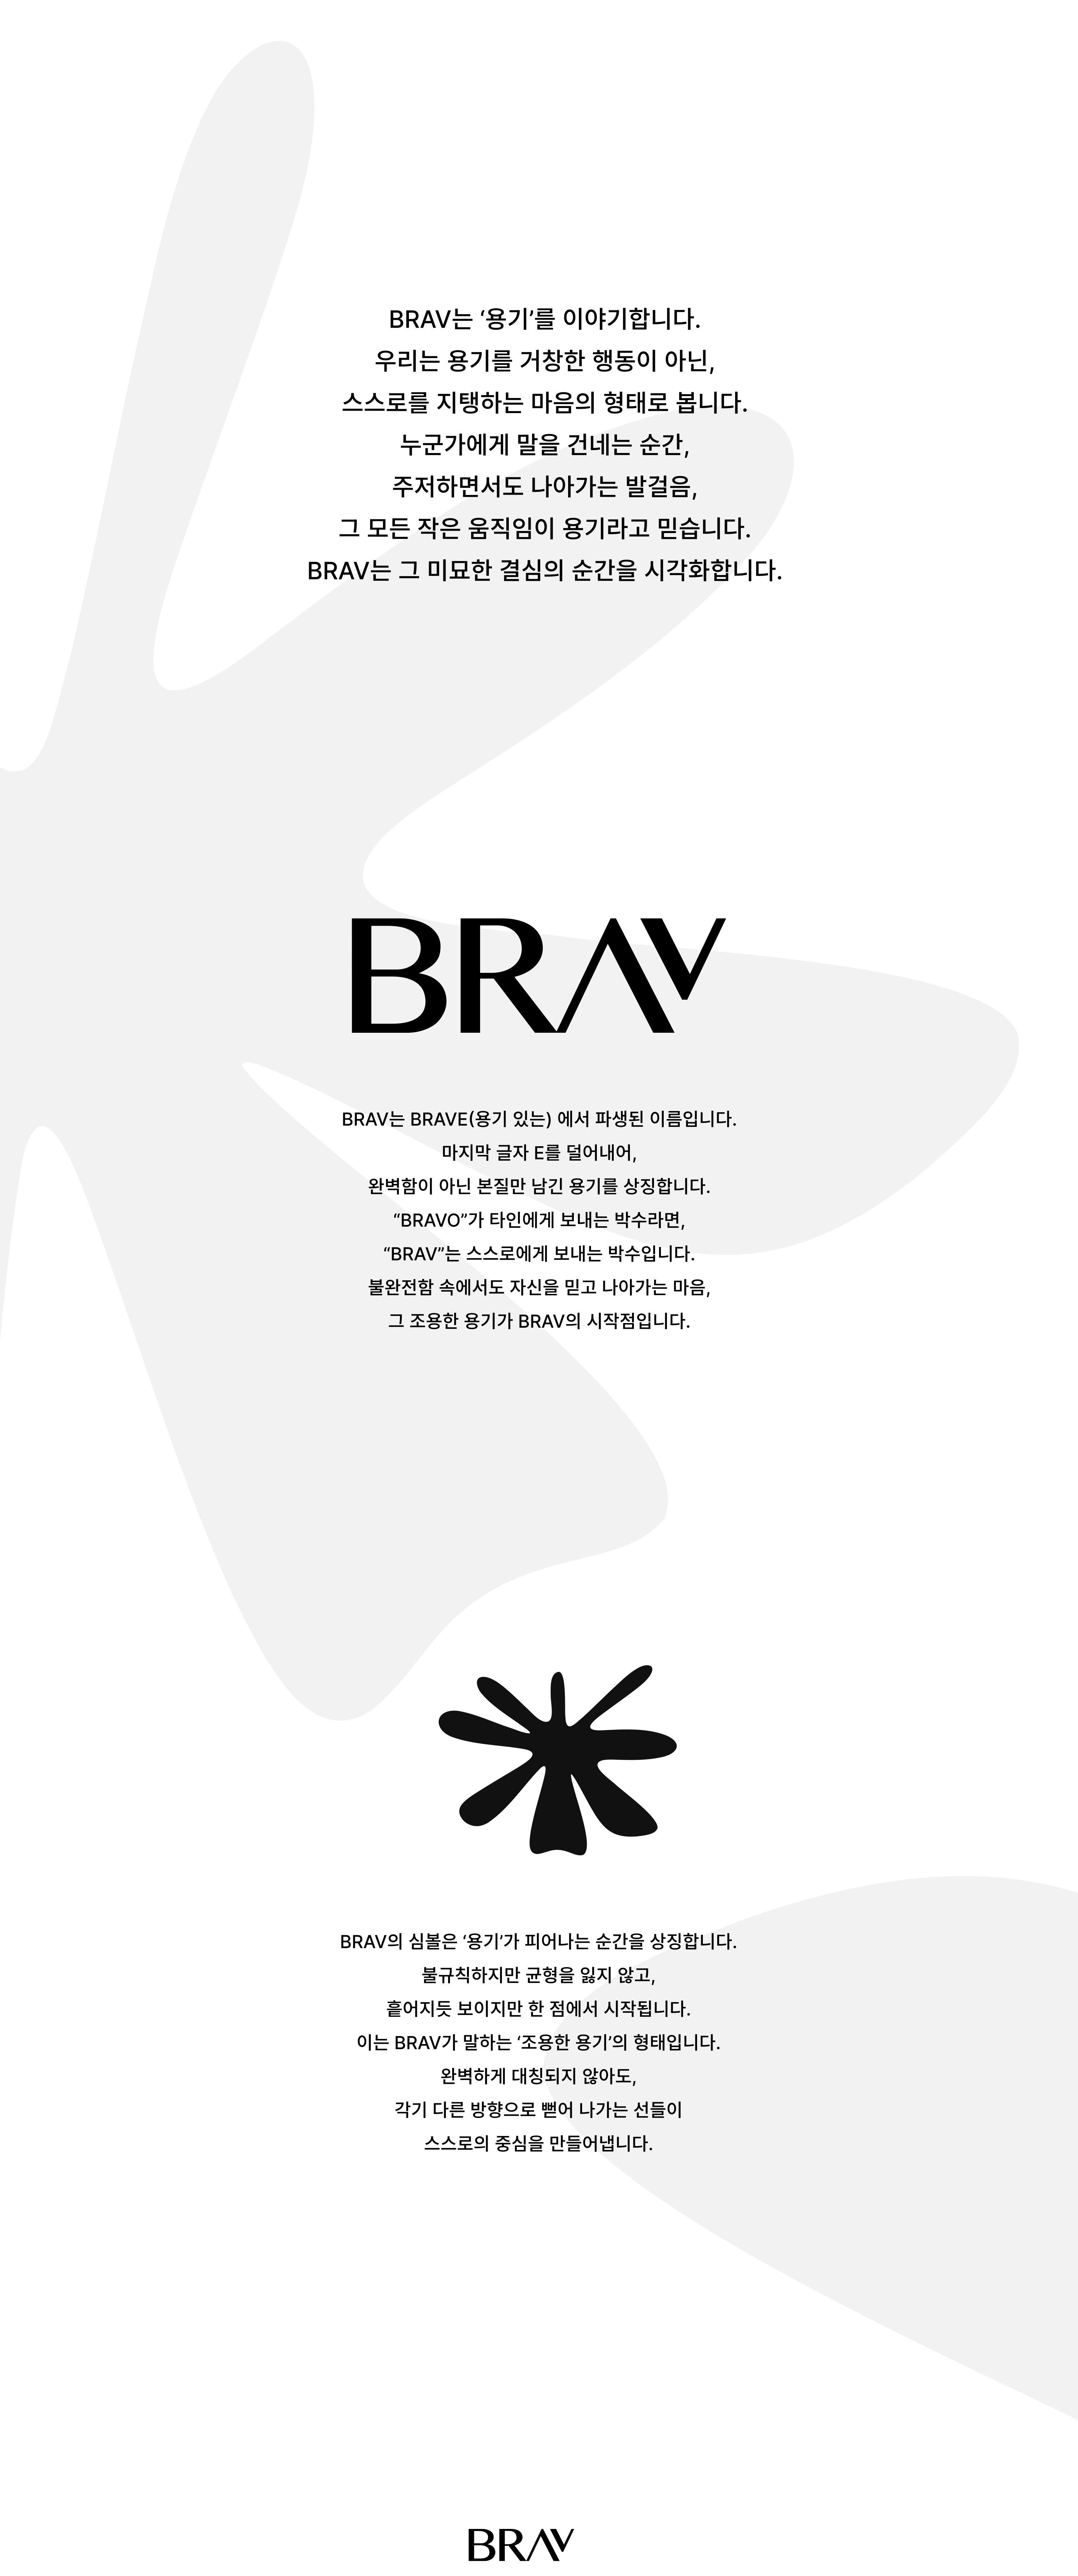 BRAV는 ‘용기’를 이야기합니다.
우리는 용기를 거창한 행동이 아닌,
스스로를 지탱하는 마음의 형태로 봅니다.
누군가에게 말을 건네는 순간,
주저하면서도 나아가는 발걸음,
그 모든 작은 움직임이 용기라고 믿습니다.
BRAV는 그 미묘한 결심의 순간을 시각화합니다.
BRAV
BRAV는 BRAVE(용기 있는) 에서 파생된 이름입니다.
마지막 글자 E를 덜어내어,
완벽함이 아닌 본질만 남긴 용기를 상징합니다.
“BRAVO”가 타인에게 보내는 박수라면,
“BRAV”는 스스로에게 보내는 박수입니다.
불완전함 속에서도 자신을 믿고 나아가는 마음,
그 조용한 용기가 BRAV의 시작점입니다.
BRAV의 심볼은 ‘용기’가 피어나는 순간을 상징합니다.
불규칙하지만 균형을 잃지 않고,
흩어지듯 보이지만 한 점에서 시작됩니다.
이는 BRAV가 말하는 ‘조용한 용기’의 형태입니다.
완벽하게 대칭되지 않아도,
각기 다른 방향으로 뻗어 나가는 선들이
스스로의 중심을 만들어냅니다.
BRAV